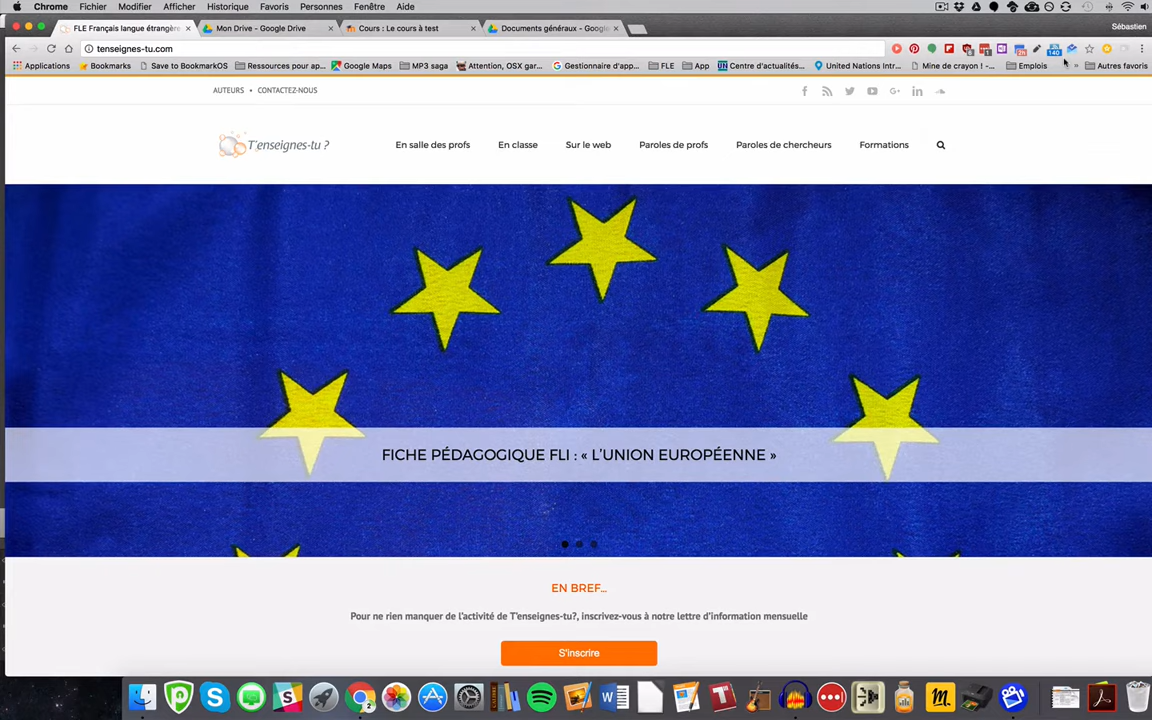 Chrome Fichier Modifier Afficher Historique Favoris Personnes Fenêtre Aide
FLE Français langue étrangère
Mon Drive - Google Drive
Cours : Le cours à test
Documents généraux - Google
Sébastien
tenseignes-tu.com
Applications Bookmarks Save to BookmarkOS Ressources pour ap... Google Maps MP3 saga Attention, OSX gar... Gestionnaire d'app... FLE App Centre d'actualités... United Nations Intr... Mine de crayon ! -... Emplois » Autres favoris
AUTEURS • CONTACTEZ-NOUS
T'enseignes-tu ?
En salle des profs En classe Sur le web Paroles de profs Paroles de chercheurs Formations
FICHE PÉDAGOGIQUE FLI : « L'UNION EUROPÉENNE »
EN BREF...
Pour ne rien manquer de l'activité de T'enseignes-tu?, inscrivez-vous à notre lettre d'information mensuelle
S'inscrire